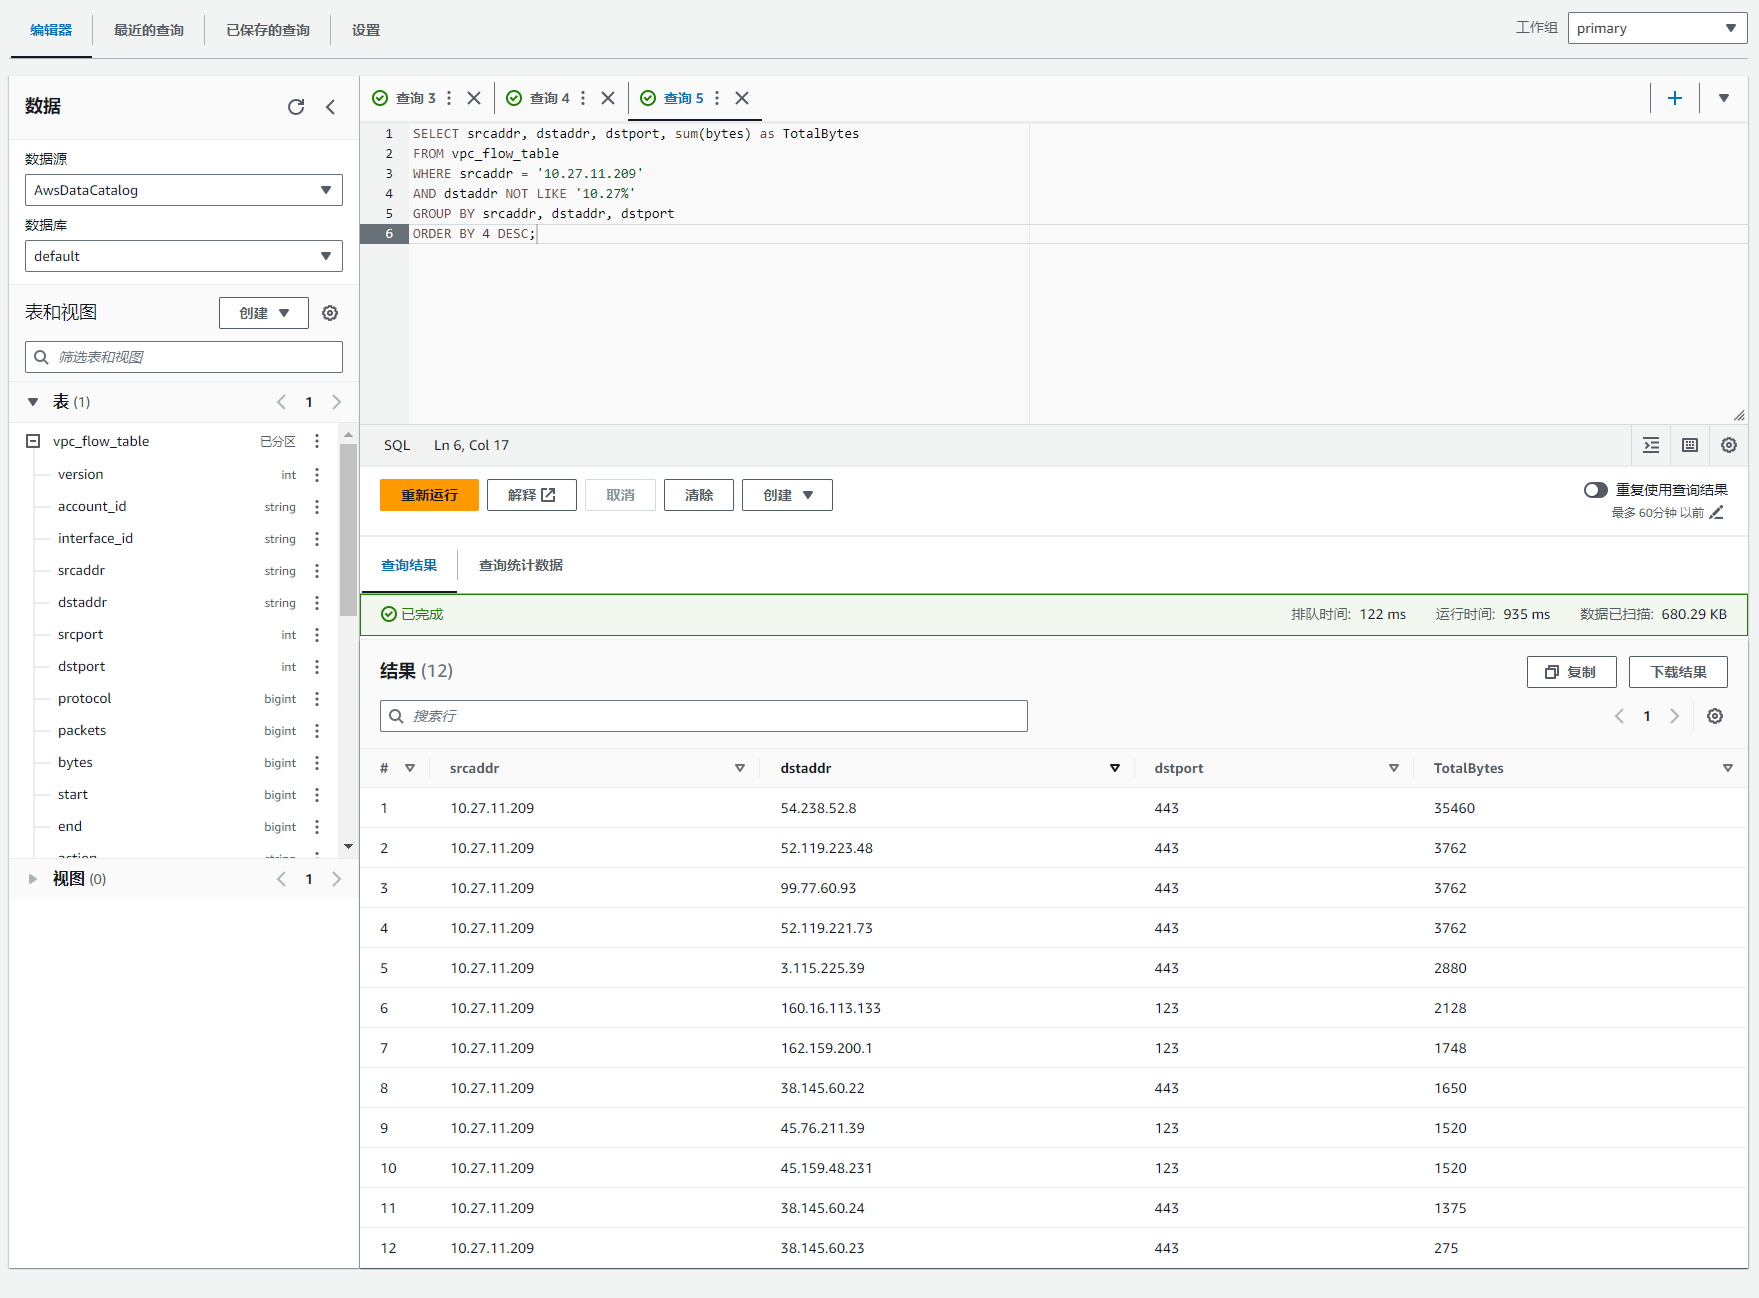 编辑器 最近的查询 已保存的查询 设置 工作组 primary
数据
数据源
AwsDataCatalog
数据库
default
表和视图 创建
筛选表和视图
表 (1) 1
vpc_flow_table 已分区
version int
account_id string
interface_id string
srcaddr string
dstaddr string
srcport int
dstport int
protocol bigint
packets bigint
bytes bigint
start bigint
end bigint
action string
视图 (0) 1
查询 3 查询 4 查询 5
1 SELECT srcaddr, dstaddr, dstport, sum(bytes) as TotalBytes
2 FROM vpc_flow_table
3 WHERE srcaddr = '10.27.11.209'
4 AND dstaddr NOT LIKE '10.27%'
5 GROUP BY srcaddr, dstaddr, dstport
6 ORDER BY 4 DESC;
SQL Ln 6, Col 17
重新运行 解释 取消 清除 创建 重复使用查询结果
最多 60分钟 以前
查询结果 查询统计数据
已完成 排队时间: 122 ms 运行时间: 935 ms 数据已扫描: 680.29 KB
结果 (12) 复制 下载结果
搜索行 1
# srcaddr dstaddr dstport TotalBytes
1 10.27.11.209 54.238.52.8 443 35460
2 10.27.11.209 52.119.223.48 443 3762
3 10.27.11.209 99.77.60.93 443 3762
4 10.27.11.209 52.119.221.73 443 3762
5 10.27.11.209 3.115.225.39 443 2880
6 10.27.11.209 160.16.113.133 123 2128
7 10.27.11.209 162.159.200.1 123 1748
8 10.27.11.209 38.145.60.22 443 1650
9 10.27.11.209 45.76.211.39 123 1520
10 10.27.11.209 45.159.48.231 123 1520
11 10.27.11.209 38.145.60.24 443 1375
12 10.27.11.209 38.145.60.23 443 275